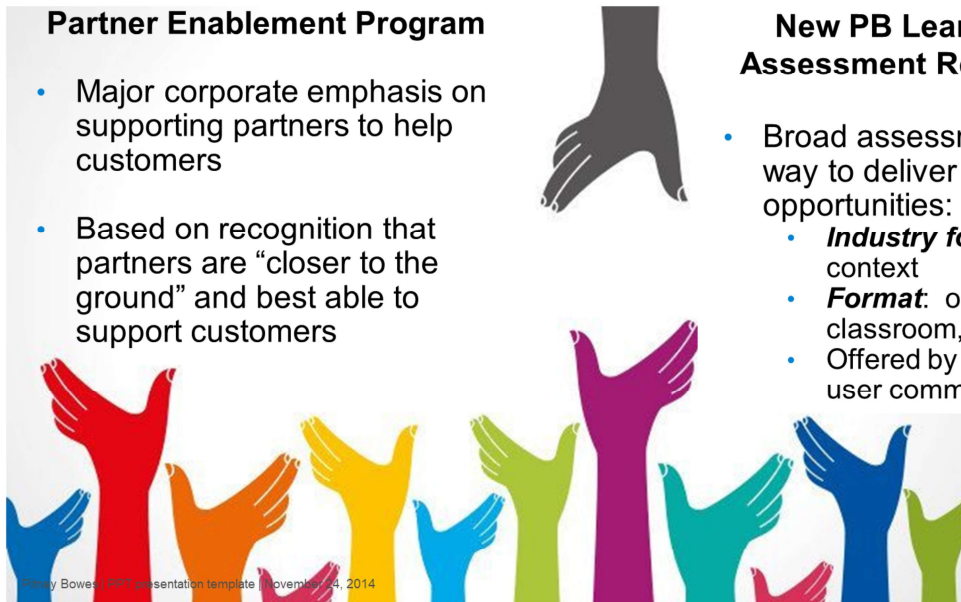 Partner Enablement Program
• Major corporate emphasis on
supporting partners to help
customers
• Based on recognition that
partners are “closer to the
ground” and best able to
support customers
New PB Lear
Assessment R
• Broad assess
way to deliver
opportunities:
• Industry f
context
• Format: o
classroom,
• Offered by
user comm
Bowes | PPT presentation template | November 24, 2014